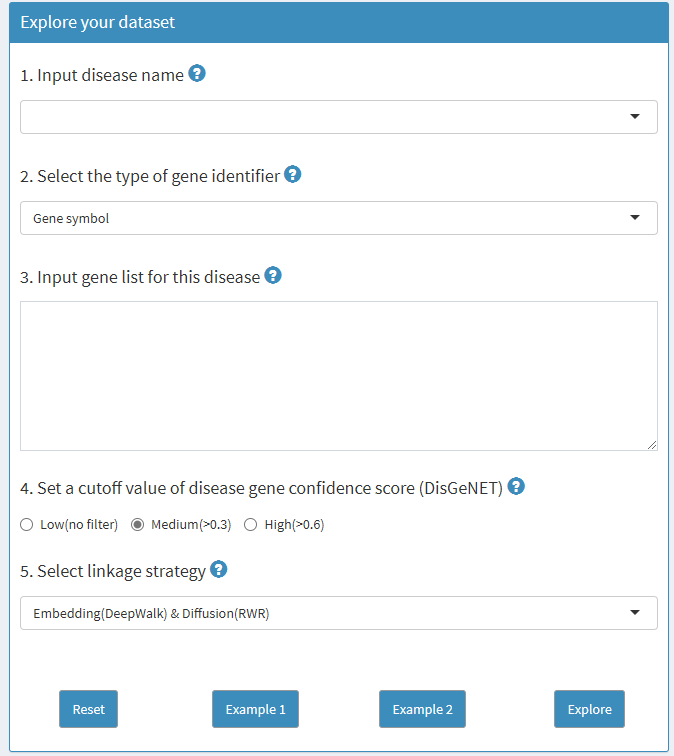 Explore your dataset
1. Input disease name ?
2. Select the type of gene identifier ?
Gene symbol
3. Input gene list for this disease ?
4. Set a cutoff value of disease gene confidence score (DisGeNET) ?
Low(no filter) Medium(>0.3) High(>0.6)
5. Select linkage strategy ?
Embedding(DeepWalk) & Diffusion(RWR)
Reset Example 1 Example 2 Explore